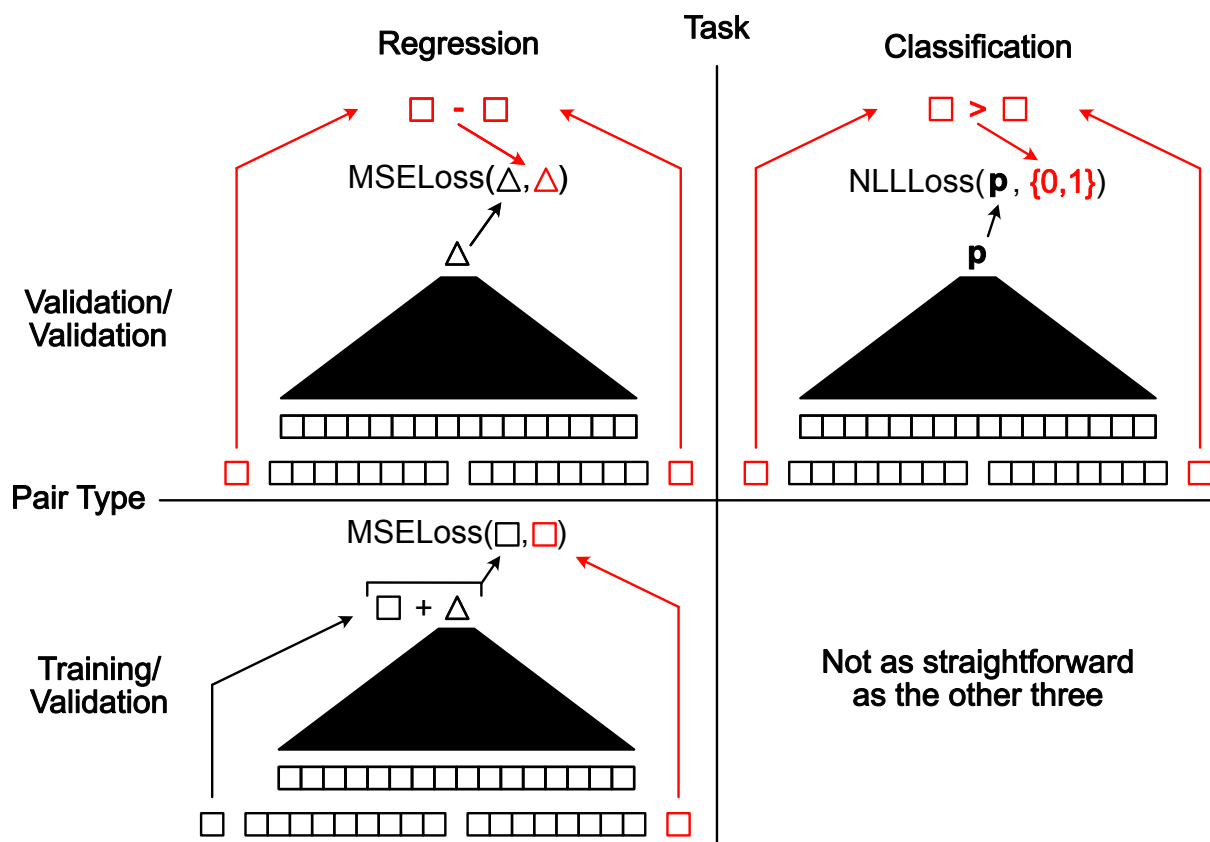 Task
Regression
Classification
□ - □
□ > □
MSELoss(△,△)
NLLLoss(p, {0,1})
△
p
Validation/
Validation
Pair Type
MSELoss(□,□)
□ + △
Training/
Validation
Not as straightforward
as the other three